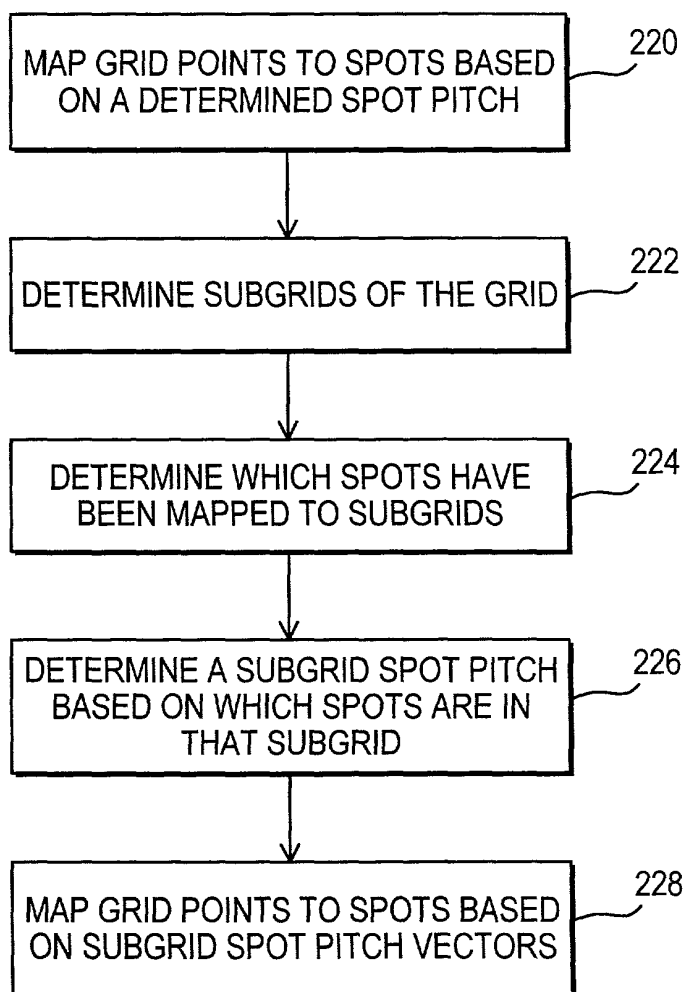 MAP GRID POINTS TO SPOTS BASED
ON A DETERMINED SPOT PITCH
220
DETERMINE SUBGRIDS OF THE GRID
222
DETERMINE WHICH SPOTS HAVE
BEEN MAPPED TO SUBGRIDS
224
DETERMINE A SUBGRID SPOT PITCH
BASED ON WHICH SPOTS ARE IN
THAT SUBGRID
226
MAP GRID POINTS TO SPOTS BASED
ON SUBGRID SPOT PITCH VECTORS
228